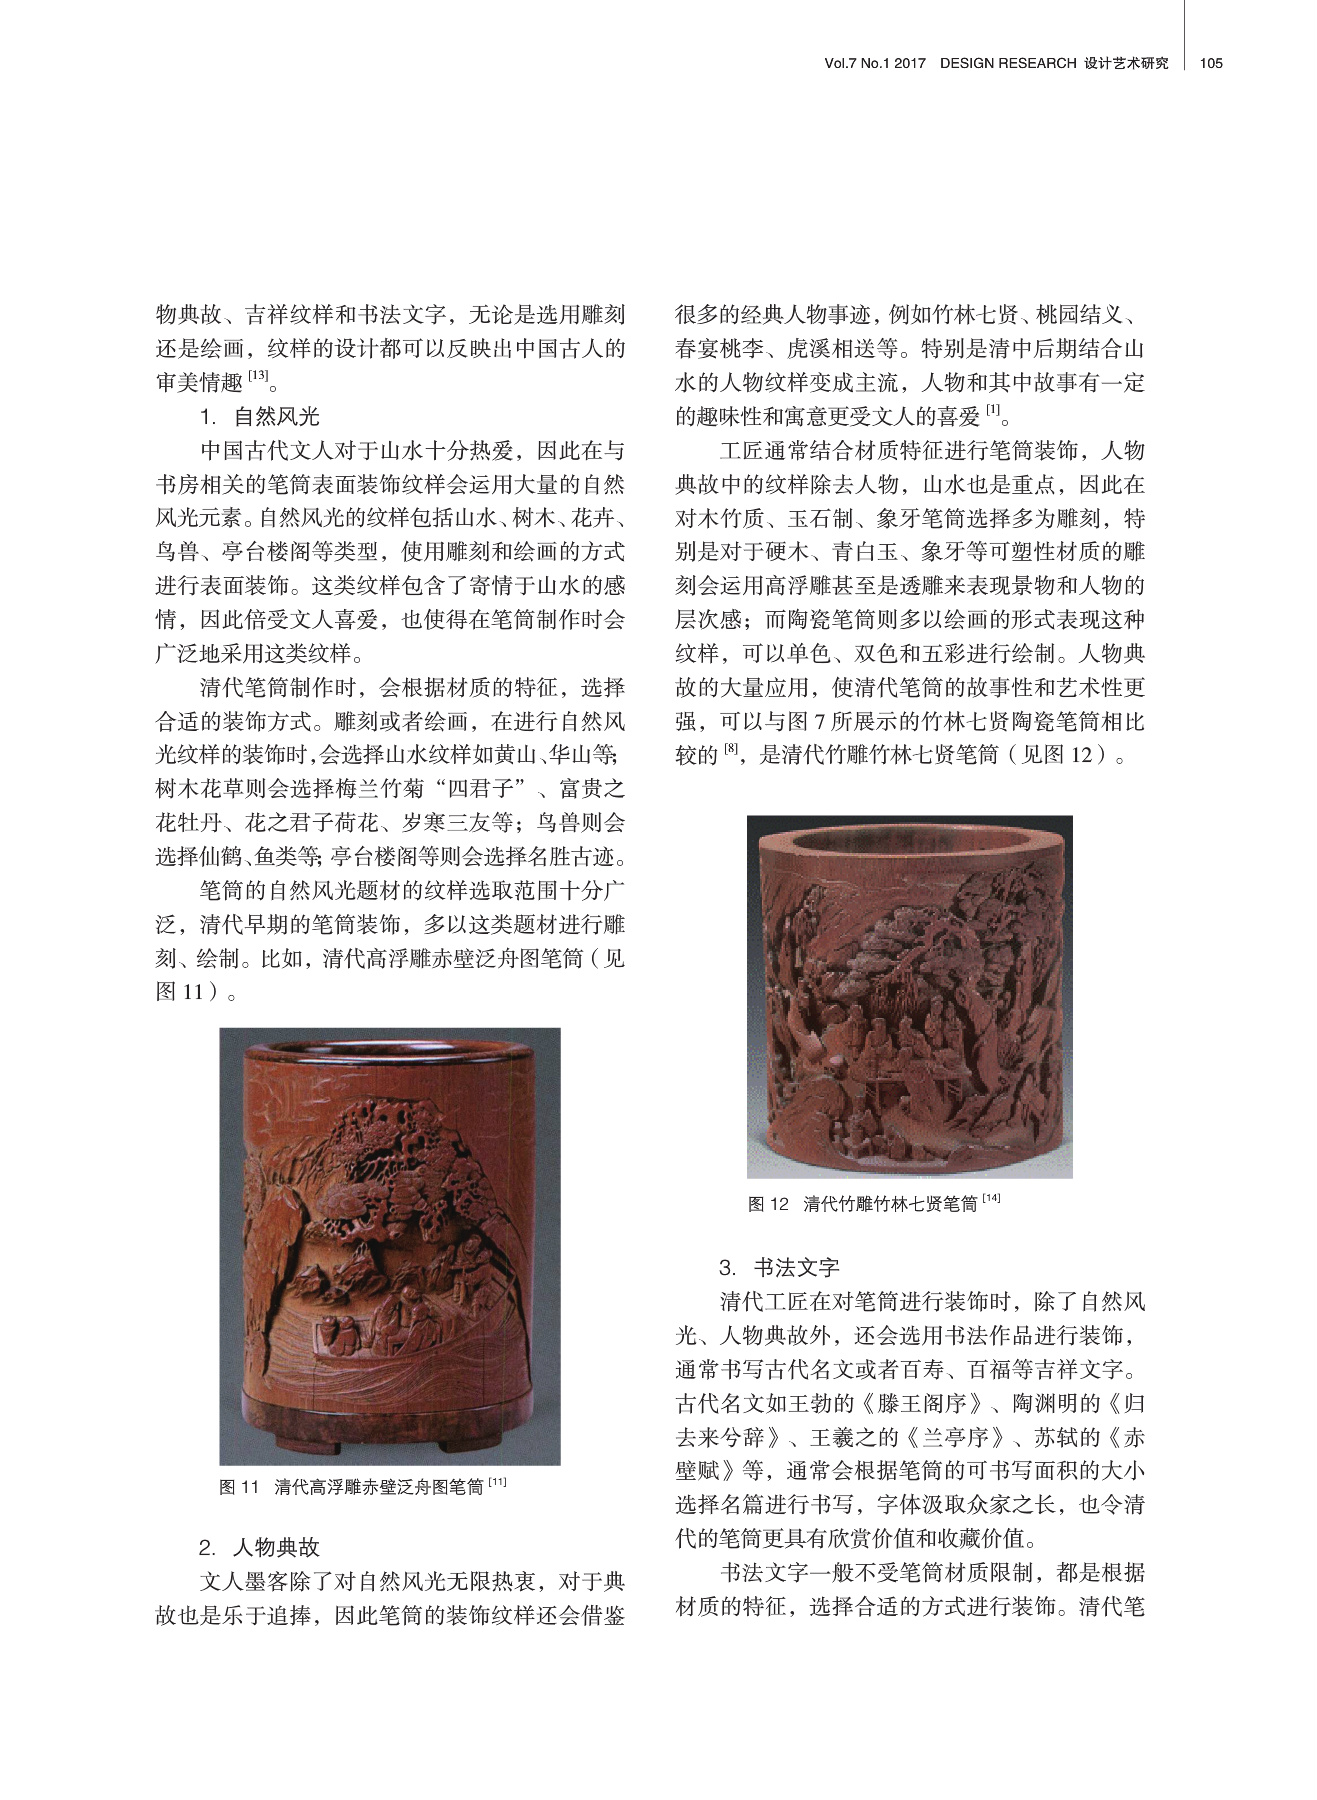 Vol.7 No.1 2017 DESIGN RESEARCH 设计艺术研究 105
物典故、吉祥纹样和书法文字，无论是选用雕刻
还是绘画，纹样的设计都可以反映出中国古人的
审美情趣 [13]。
1. 自然风光
中国古代文人对于山水十分热爱，因此在与
书房相关的笔筒表面装饰纹样会运用大量的自然
风光元素。自然风光的纹样包括山水、树木、花卉、
鸟兽、亭台楼阁等类型，使用雕刻和绘画的方式
进行表面装饰。这类纹样包含了寄情于山水的感
情，因此倍受文人喜爱，也使得在笔筒制作时会
广泛地采用这类纹样。
清代笔筒制作时，会根据材质的特征，选择
合适的装饰方式。雕刻或者绘画，在进行自然风
光纹样的装饰时，会选择山水纹样如黄山、华山等；
树木花草则会选择梅兰竹菊“四君子”、富贵之
花牡丹、花之君子荷花、岁寒三友等；鸟兽则会
选择仙鹤、鱼类等；亭台楼阁等则会选择名胜古迹。
笔筒的自然风光题材的纹样选取范围十分广
泛，清代早期的笔筒装饰，多以这类题材进行雕
刻、绘制。比如，清代高浮雕赤壁泛舟图笔筒（见
图 11）。
图 11 清代高浮雕赤壁泛舟图笔筒 [11]
2. 人物典故
文人墨客除了对自然风光无限热衷，对于典
故也是乐于追捧，因此笔筒的装饰纹样还会借鉴
很多的经典人物事迹，例如竹林七贤、桃园结义、
春宴桃李、虎溪相送等。特别是清中后期结合山
水的人物纹样变成主流，人物和其中故事有一定
的趣味性和寓意更受文人的喜爱 [1]。
工匠通常结合材质特征进行笔筒装饰，人物
典故中的纹样除去人物，山水也是重点，因此在
对木竹质、玉石制、象牙笔筒选择多为雕刻，特
别是对于硬木、青白玉、象牙等可塑性材质的雕
刻会运用高浮雕甚至是透雕来表现景物和人物的
层次感；而陶瓷笔筒则多以绘画的形式表现这种
纹样，可以单色、双色和五彩进行绘制。人物典
故的大量应用，使清代笔筒的故事性和艺术性更
强，可以与图 7 所展示的竹林七贤陶瓷笔筒相比
较的 [8]，是清代竹雕竹林七贤笔筒（见图 12）。
图 12 清代竹雕竹林七贤笔筒 [14]
3. 书法文字
清代工匠在对笔筒进行装饰时，除了自然风
光、人物典故外，还会选用书法作品进行装饰，
通常书写古代名文或者百寿、百福等吉祥文字。
古代名文如王勃的《滕王阁序》、陶渊明的《归
去来兮辞》、王羲之的《兰亭序》、苏轼的《赤
壁赋》等，通常会根据笔筒的可书写面积的大小
选择名篇进行书写，字体汲取众家之长，也令清
代的笔筒更具有欣赏价值和收藏价值。
书法文字一般不受笔筒材质限制，都是根据
材质的特征，选择合适的方式进行装饰。清代笔